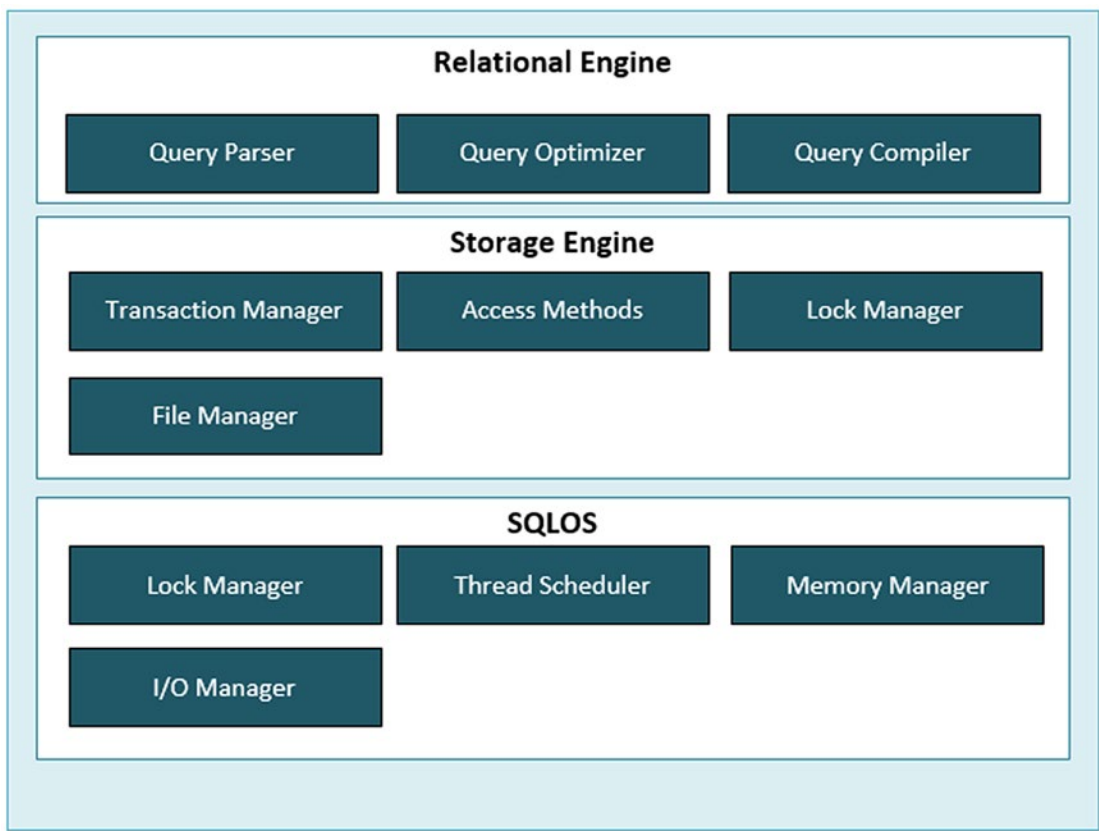 Relational Engine
Query Parser
Query Optimizer
Query Compiler
Storage Engine
Transaction Manager
Access Methods
Lock Manager
File Manager
SQLOS
Lock Manager
Thread Scheduler
Memory Manager
I/O Manager